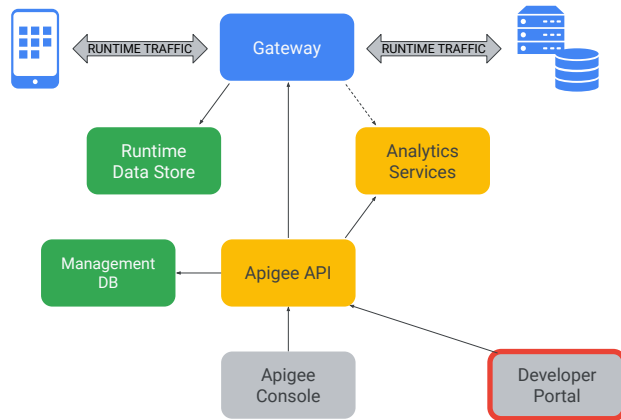 RUNTIME TRAFFIC
Gateway
RUNTIME TRAFFIC
Runtime
Data Store
Analytics
Services
Management
DB
Apigee API
Apigee
Console
Developer
Portal